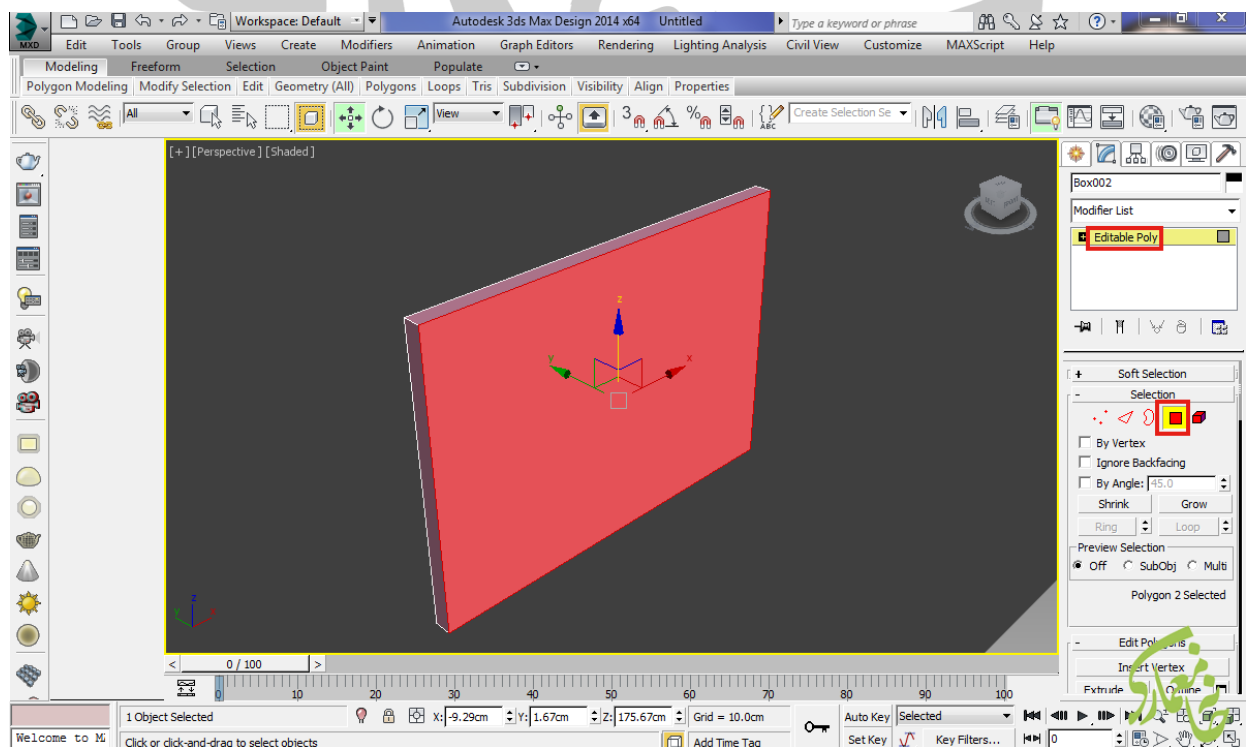 Workspace: Default
Autodesk 3ds Max Design 2014 x64 Untitled
Type a keyword or phrase
MXD
Edit Tools Group Views Create Modifiers Animation Graph Editors Rendering Lighting Analysis Civil View Customize MAXScript Help
Modeling Freeform Selection Object Paint Populate
Polygon Modeling Modify Selection Edit Geometry (All) Polygons Loops Tris Subdivision Visibility Align Properties
All
View
3
%
ABC
Create Selection Se
[+] [Perspective] [Shaded]
z
y
x
z
y
x
Box002
Modifier List
Editable Poly
+ Soft Selection
- Selection
By Vertex
Ignore Backfacing
By Angle: 45.0
Shrink Grow
Ring Loop
Preview Selection
Off SubObj Multi
Polygon 2 Selected
- Edit Polygons
Insert Vertex
Extrude Outline
< 0 / 100 >
0 10 20 30 40 50 60 70 80 90 100
1 Object Selected
X: -9.29cm Y: 1.67cm Z: 175.67cm Grid = 10.0cm
Auto Key Selected
Welcome to M
Click or click-and-drag to select objects
Add Time Tag
Set Key Key Filters...
0